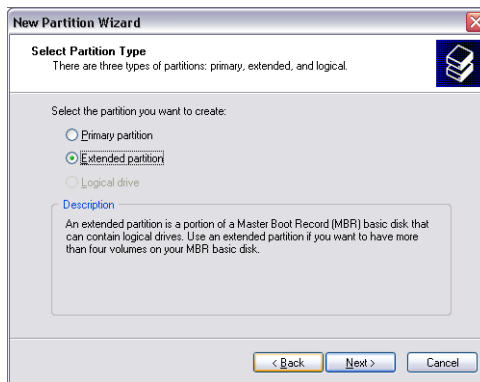 New Partition Wizard
Select Partition Type
There are three types of partitions: primary, extended, and logical.
Select the partition you want to create:
Primary partition
Extended partition
Logical drive
Description
An extended partition is a portion of a Master Boot Record (MBR) basic disk that
can contain logical drives. Use an extended partition if you want to have more
than four volumes on your MBR basic disk.
< Back Next > Cancel